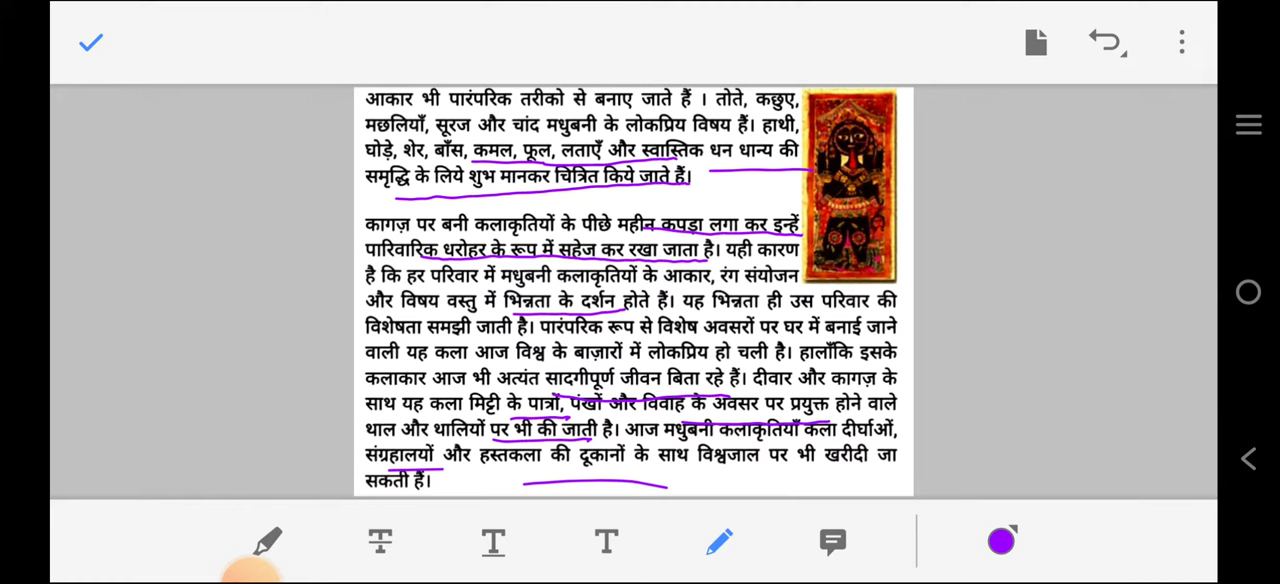 आकार भी पारंपरिक तरीको से बनाए जाते हैं । तोते, कछुए,
मछलियाँ, सूरज और चांद मधुबनी के लोकप्रिय विषय हैं। हाथी,
घोड़े, शेर, बाँस, कमल, फूल, लताएँ और स्वास्तिक धन धान्य की
समृद्धि के लिये शुभ मानकर चित्रित किये जाते हैं।
कागज़ पर बनी कलाकृतियों के पीछे महीन कपड़ा लगा कर इन्हें
पारिवारिक धरोहर के रूप में सहेज कर रखा जाता है। यही कारण
है कि हर परिवार में मधुबनी कलाकृतियों के आकार, रंग संयोजन
और विषय वस्तु में भिन्नता के दर्शन होते हैं। यह भिन्नता ही उस परिवार की
विशेषता समझी जाती है। पारंपरिक रूप से विशेष अवसरों पर घर में बनाई जाने
वाली यह कला आज विश्व के बाज़ारों में लोकप्रिय हो चली है। हालाँकि इसके
कलाकार आज भी अत्यंत सादगीपूर्ण जीवन बिता रहे हैं। दीवार और कागज़ के
साथ यह कला मिट्टी के पात्रों, पंखों और विवाह के अवसर पर प्रयुक्त होने वाले
थाल और थालियों पर भी की जाती है। आज मधुबनी कलाकृतियाँ कला दीर्घाओं,
संग्रहालयों और हस्तकला की दूकानों के साथ विश्वजाल पर भी खरीदी जा
सकती हैं।